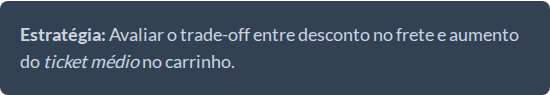 Estratégia: Avaliar o trade-off entre desconto no frete e aumento
do ticket médio no carrinho.